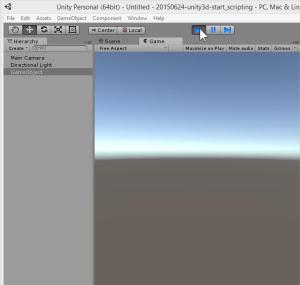 Unity Personal (64bit) - Untitled - 20150624-unity3d-start_scripting - PC, Mac & Lin
File Edit Assets GameObject Component Window Help
Center Local
Hierarchy
Create
Scene Game
Free Aspect
Maximize on Play Mute audio Stats Gizmos
Main Camera
Directional Light
GameObject